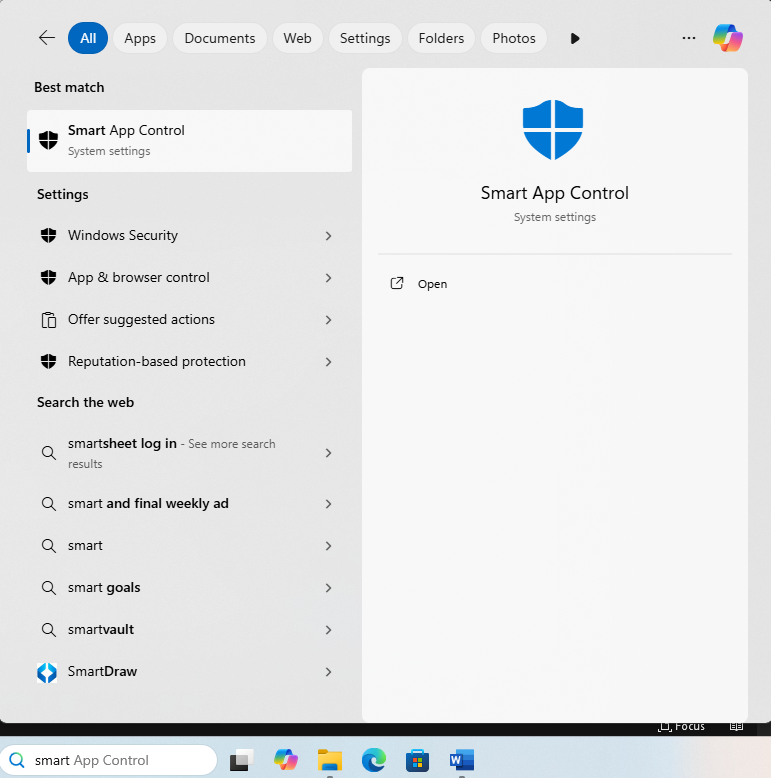 All
Apps
Documents
Web
Settings
Folders
Photos
Best match
Smart App Control
System settings
Settings
Windows Security
App & browser control
Offer suggested actions
Reputation-based protection
Search the web
smartsheet log in - See more search
results
smart and final weekly ad
smart
smart goals
smartvault
SmartDraw
Smart App Control
System settings
Open
Focus
smart App Control
W